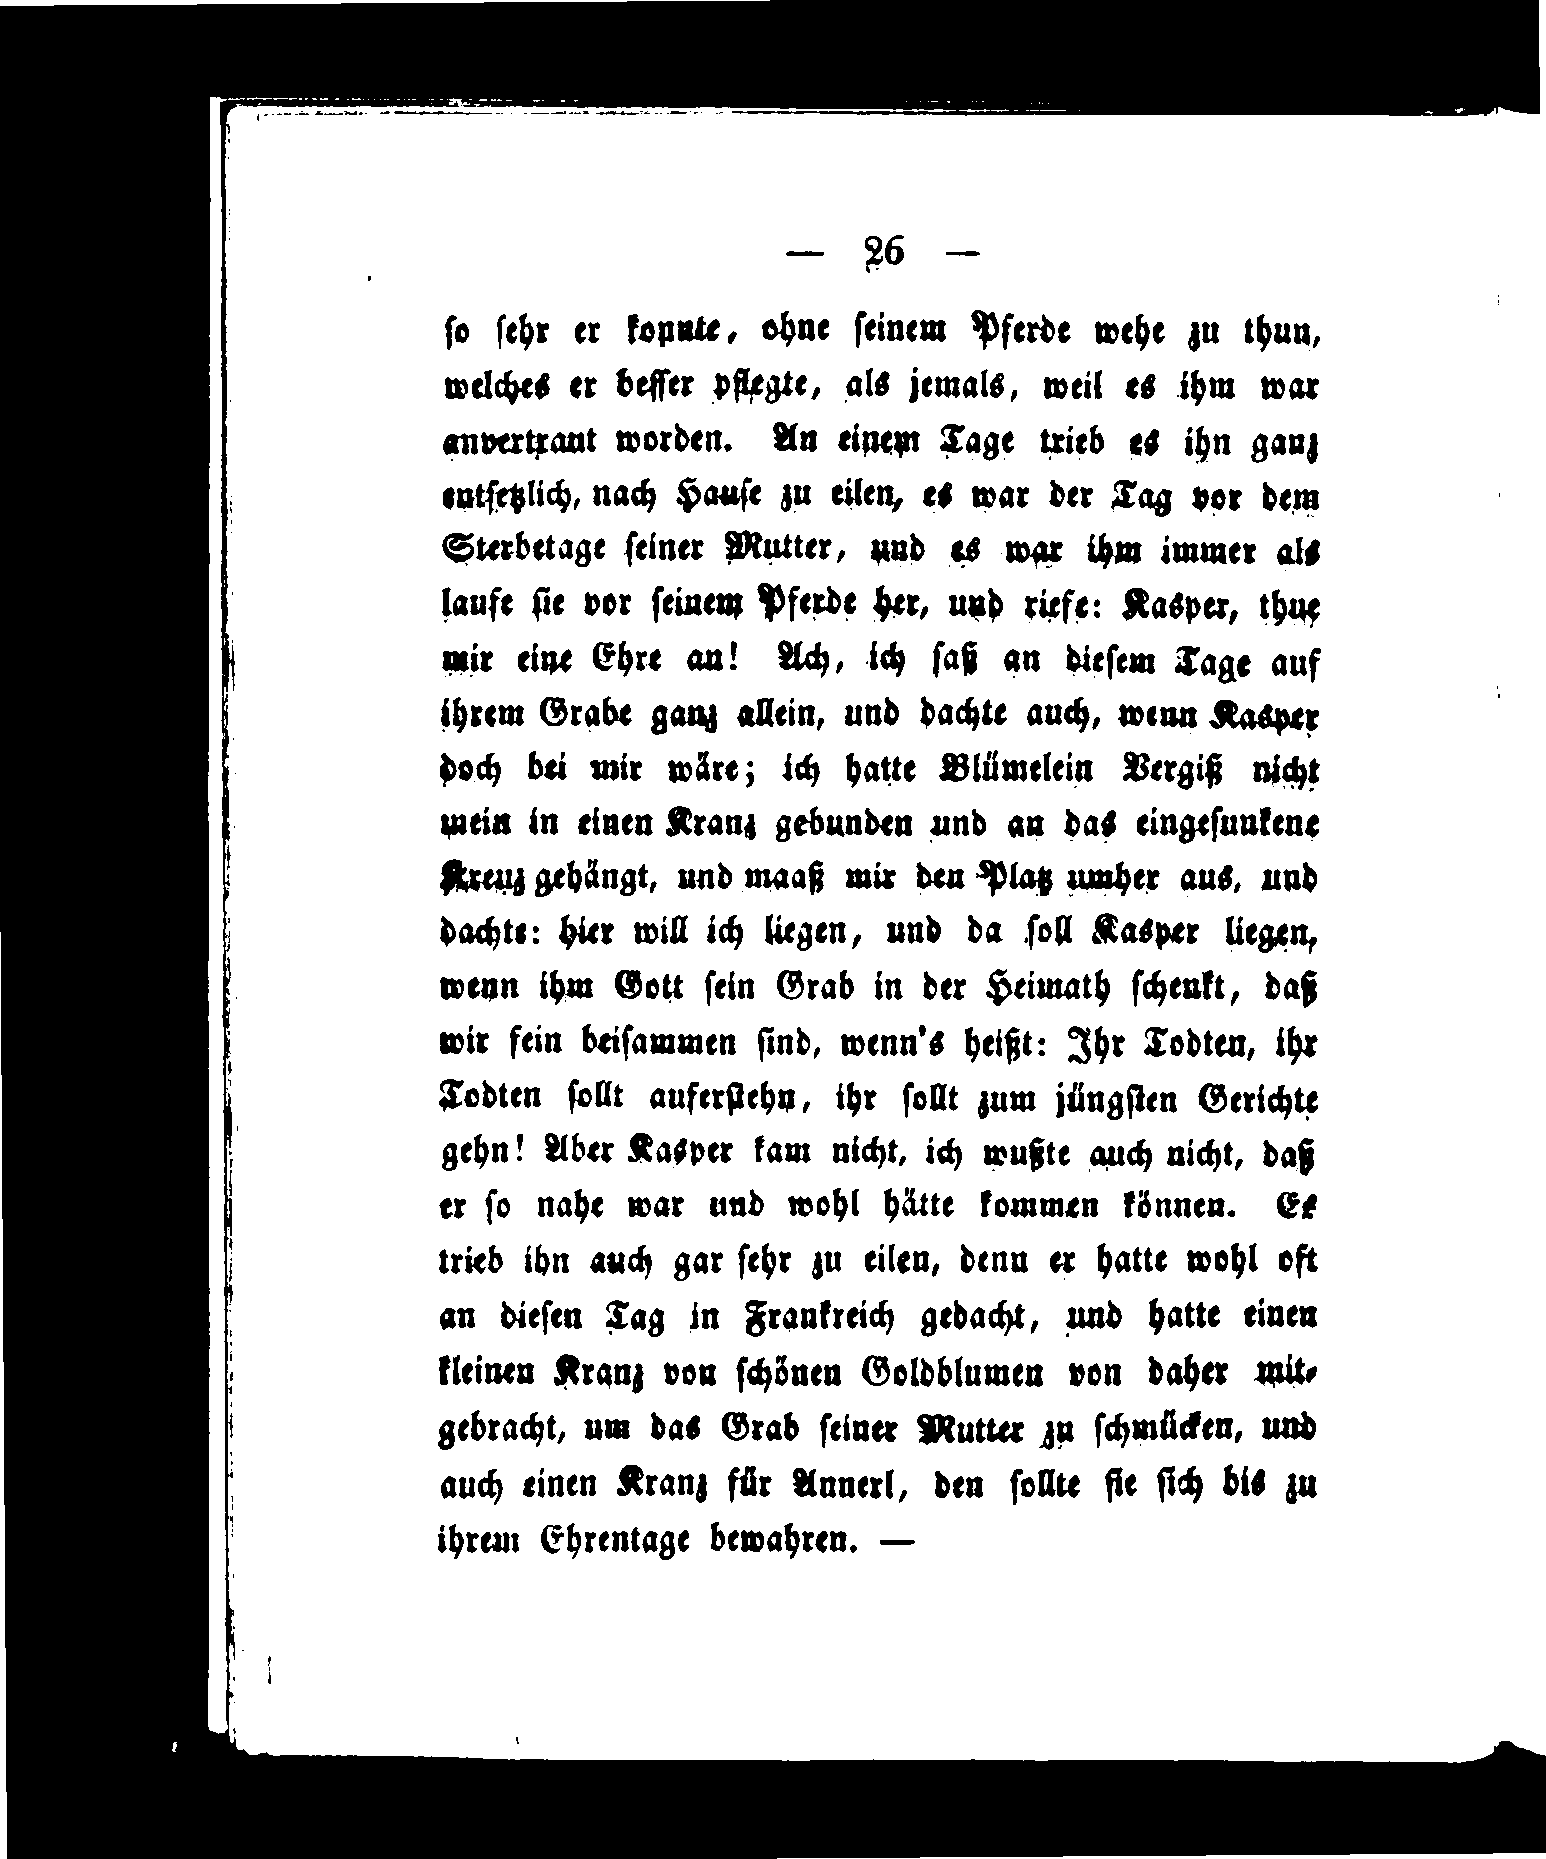 — 26 —
ſo ſehr er konnte, ohne ſeinem Pferde wehe zu thun,
welches er beſſer pflegte, als jemals, weil es ihm war
anvertraut worden. An einem Tage trieb es ihn ganz
entſetzlich, nach Hauſe zu eilen, es war der Tag vor dem
Sterbetage ſeiner Mutter, und es war ihm immer als
laufe ſie vor ſeinem Pferde her, und riefe: Kasper, thue
mir eine Ehre an! Ach, ich ſaß an dieſem Tage auf
ihrem Grabe ganz allein, und dachte auch, wenn Kasper
doch bei mir wäre; ich hatte Blümelein Vergiß nicht
mein in einen Kranz gebunden und an das eingeſunkene
Kreuz gehängt, und maaß mir den Platz umher aus, und
dachte: hier will ich liegen, und da ſoll Kasper liegen,
wenn ihm Gott ſein Grab in der Heimath ſchenkt, daß
wir fein beiſammen ſind, wenn's heißt: Ihr Todten, ihr
Todten ſollt auferſtehn, ihr ſollt zum jüngſten Gerichte
gehn! Aber Kasper kam nicht, ich wußte auch nicht, daß
er ſo nahe war und wohl hätte kommen können. Es
trieb ihn auch gar ſehr zu eilen, denn er hatte wohl oft
an dieſen Tag in Frankreich gedacht, und hatte einen
kleinen Kranz von ſchönen Goldblumen von daher mit-
gebracht, um das Grab ſeiner Mutter zu ſchmücken, und
auch einen Kranz für Annerl, den ſollte ſie ſich bis zu
ihrem Ehrentage bewahren. —